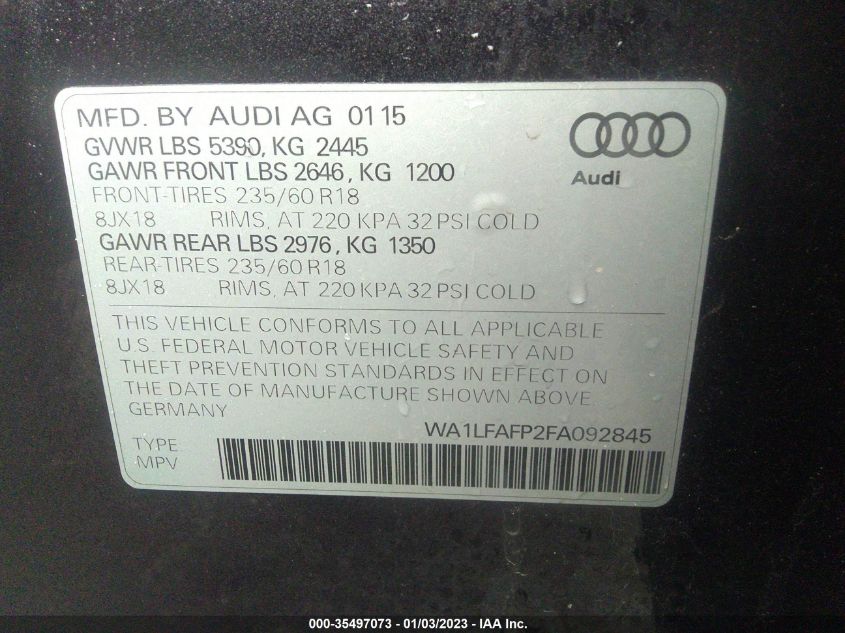 MFD. BY AUDI AG 01 15
GVWR LBS 5390, KG 2445
GAWR FRONT LBS 2646, KG 1200
FRONT-TIRES 235/60 R18
8JX18 RIMS, AT 220 KPA 32 PSI COLD
GAWR REAR LBS 2976, KG 1350
REAR-TIRES 235/60 R18
8JX18 RIMS, AT 220 KPA 32 PSI COLD
Audi
THIS VEHICLE CONFORMS TO ALL APPLICABLE
U.S. FEDERAL MOTOR VEHICLE SAFETY AND
THEFT PREVENTION STANDARDS IN EFFECT ON
THE DATE OF MANUFACTURE SHOWN ABOVE
GERMANY
WA1LFAFP2FA092845
TYPE
MPV
000-35497073 - 01/03/2023 - IAA Inc.